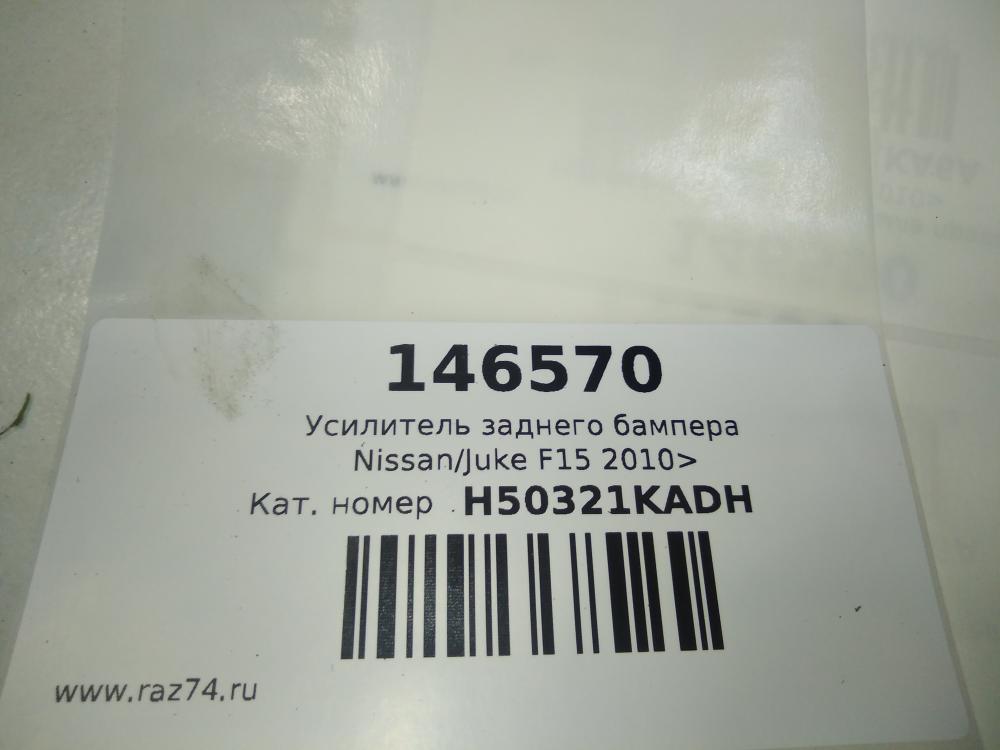 146570
Усилитель заднего бампера
Nissan/Juke F15 2010>
Кат. номер H50321KADH
www.raz74.ru